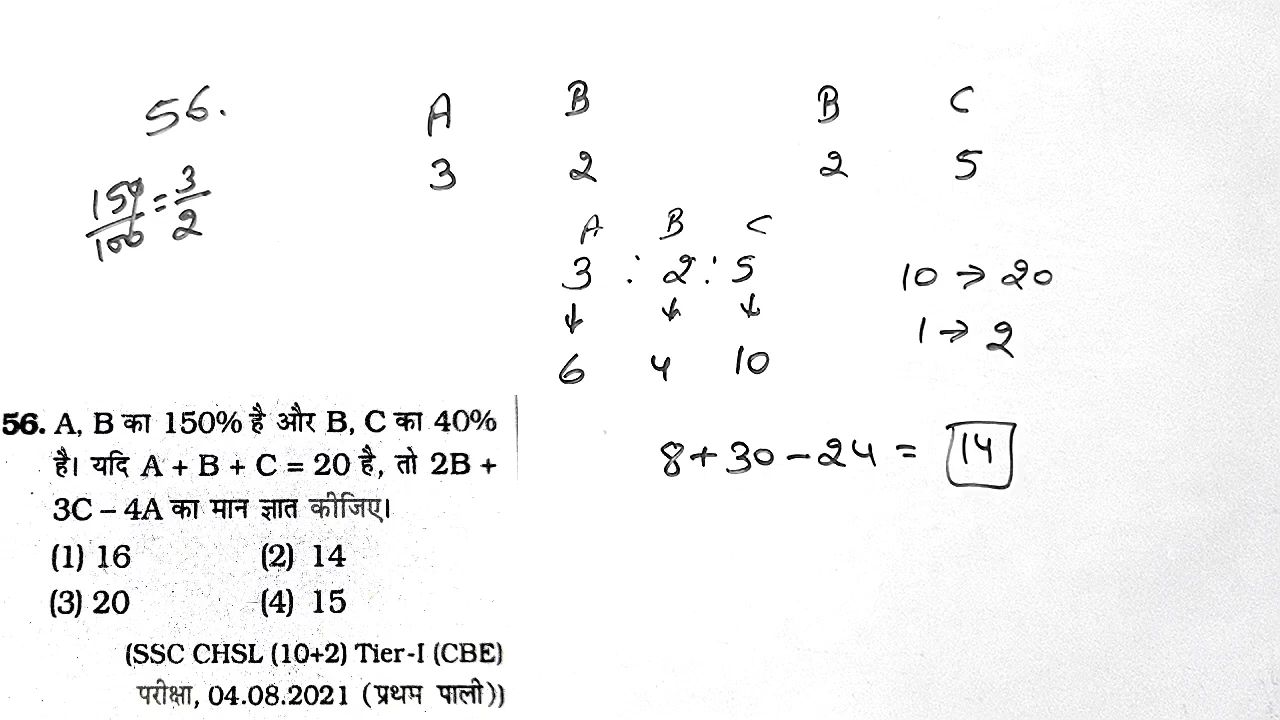 56.
A B B C
150/100 = 3/2 3 2 2 5
A B C
3 : 2 : 5 10 → 20
↓ ↓ ↓ 1 → 2
6 4 10
8+30-24 = 14
56. A, B का 150% है और B, C का 40%
है। यदि A + B + C = 20 है, तो 2B +
3C – 4A का मान ज्ञात कीजिए।
(1) 16 (2) 14
(3) 20 (4) 15
(SSC CHSL (10+2) Tier-I (CBE)
परीक्षा, 04.08.2021 (प्रथम पाली))